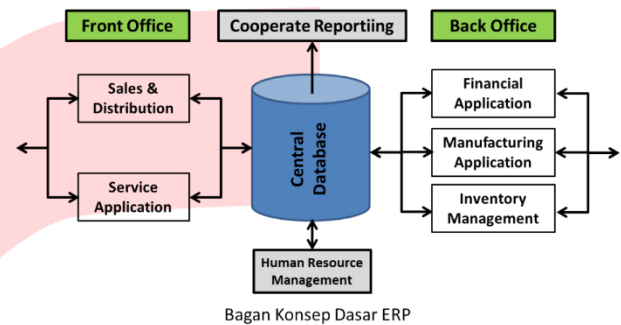 Front Office
Cooperate Reportiing
Back Office
Sales &
Distribution
Service
Application
Central
Database
Financial
Application
Manufacturing
Application
Inventory
Management
Human Resource
Management
Bagan Konsep Dasar ERP